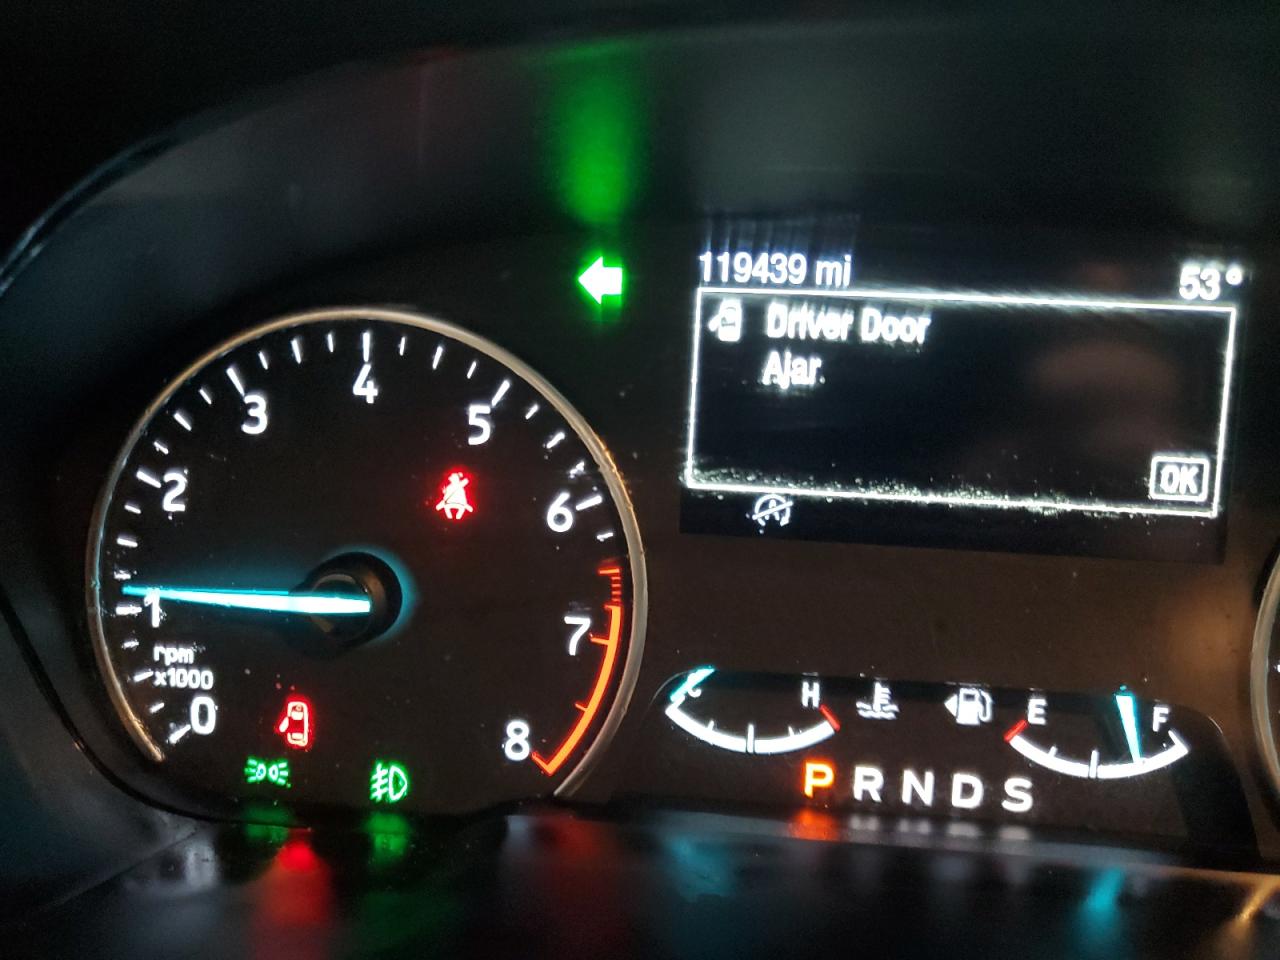 119439 mi 53°
Driver Door
Ajar.
OK
0
1
2
3
4
5
6
7
8
rpm
x1000
C H E F
P R N D S